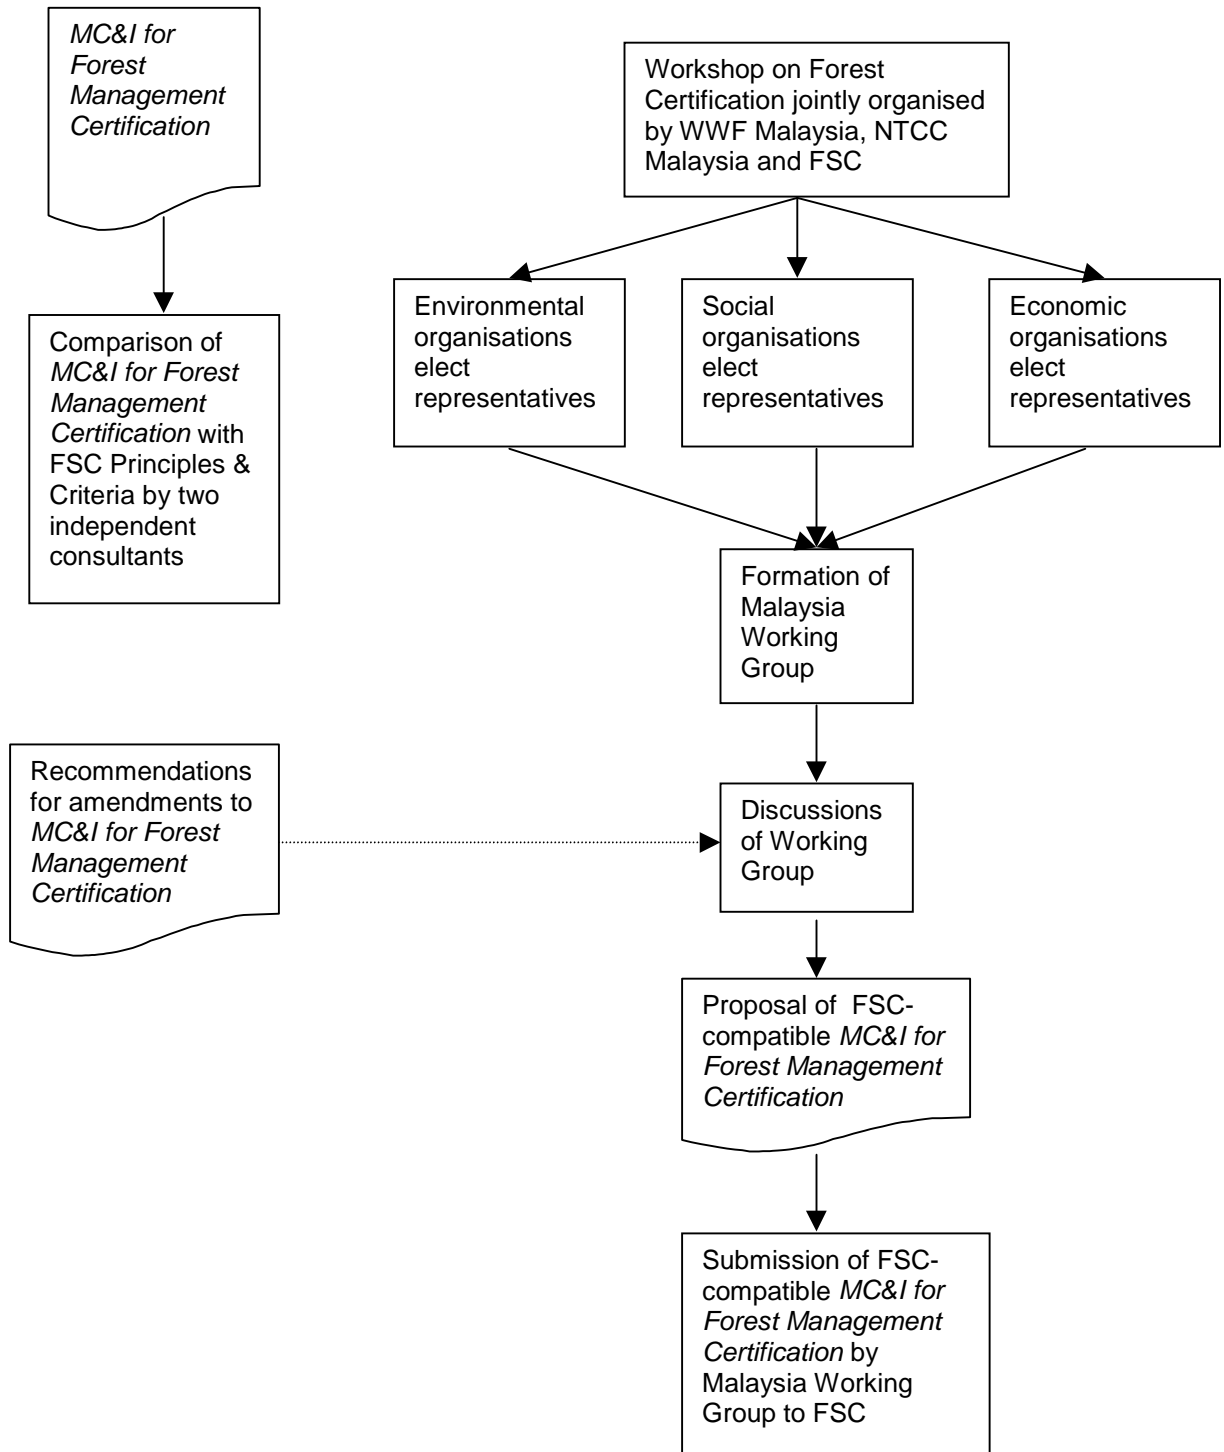 MC&I for
Forest
Management
Certification
Workshop on Forest
Certification jointly organised
by WWF Malaysia, NTCC
Malaysia and FSC
Environmental
organisations
elect
representatives
Social
organisations
elect
representatives
Economic
organisations
elect
representatives
Comparison of
MC&I for Forest
Management
Certification with
FSC Principles &
Criteria by two
independent
consultants
Formation of
Malaysia
Working
Group
Recommendations
for amendments to
MC&I for Forest
Management
Certification
Discussions
of Working
Group
Proposal of  FSC-
compatible MC&I for
Forest Management
Certification
Submission of FSC-
compatible MC&I for
Forest Management
Certification by
Malaysia Working
Group to FSC